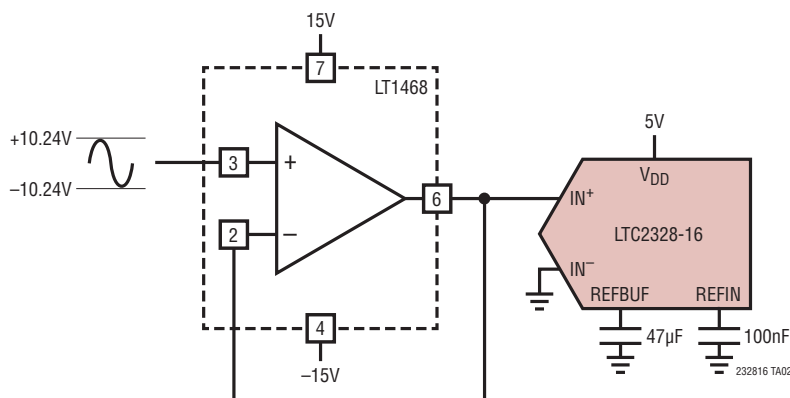 15V
7
LT1468
+10.24V
–10.24V
3
+
2
–
6
4
–15V
5V
VDD
IN+
LTC2328-16
IN–
REFBUF
REFIN
47µF
100nF
232816 TA02